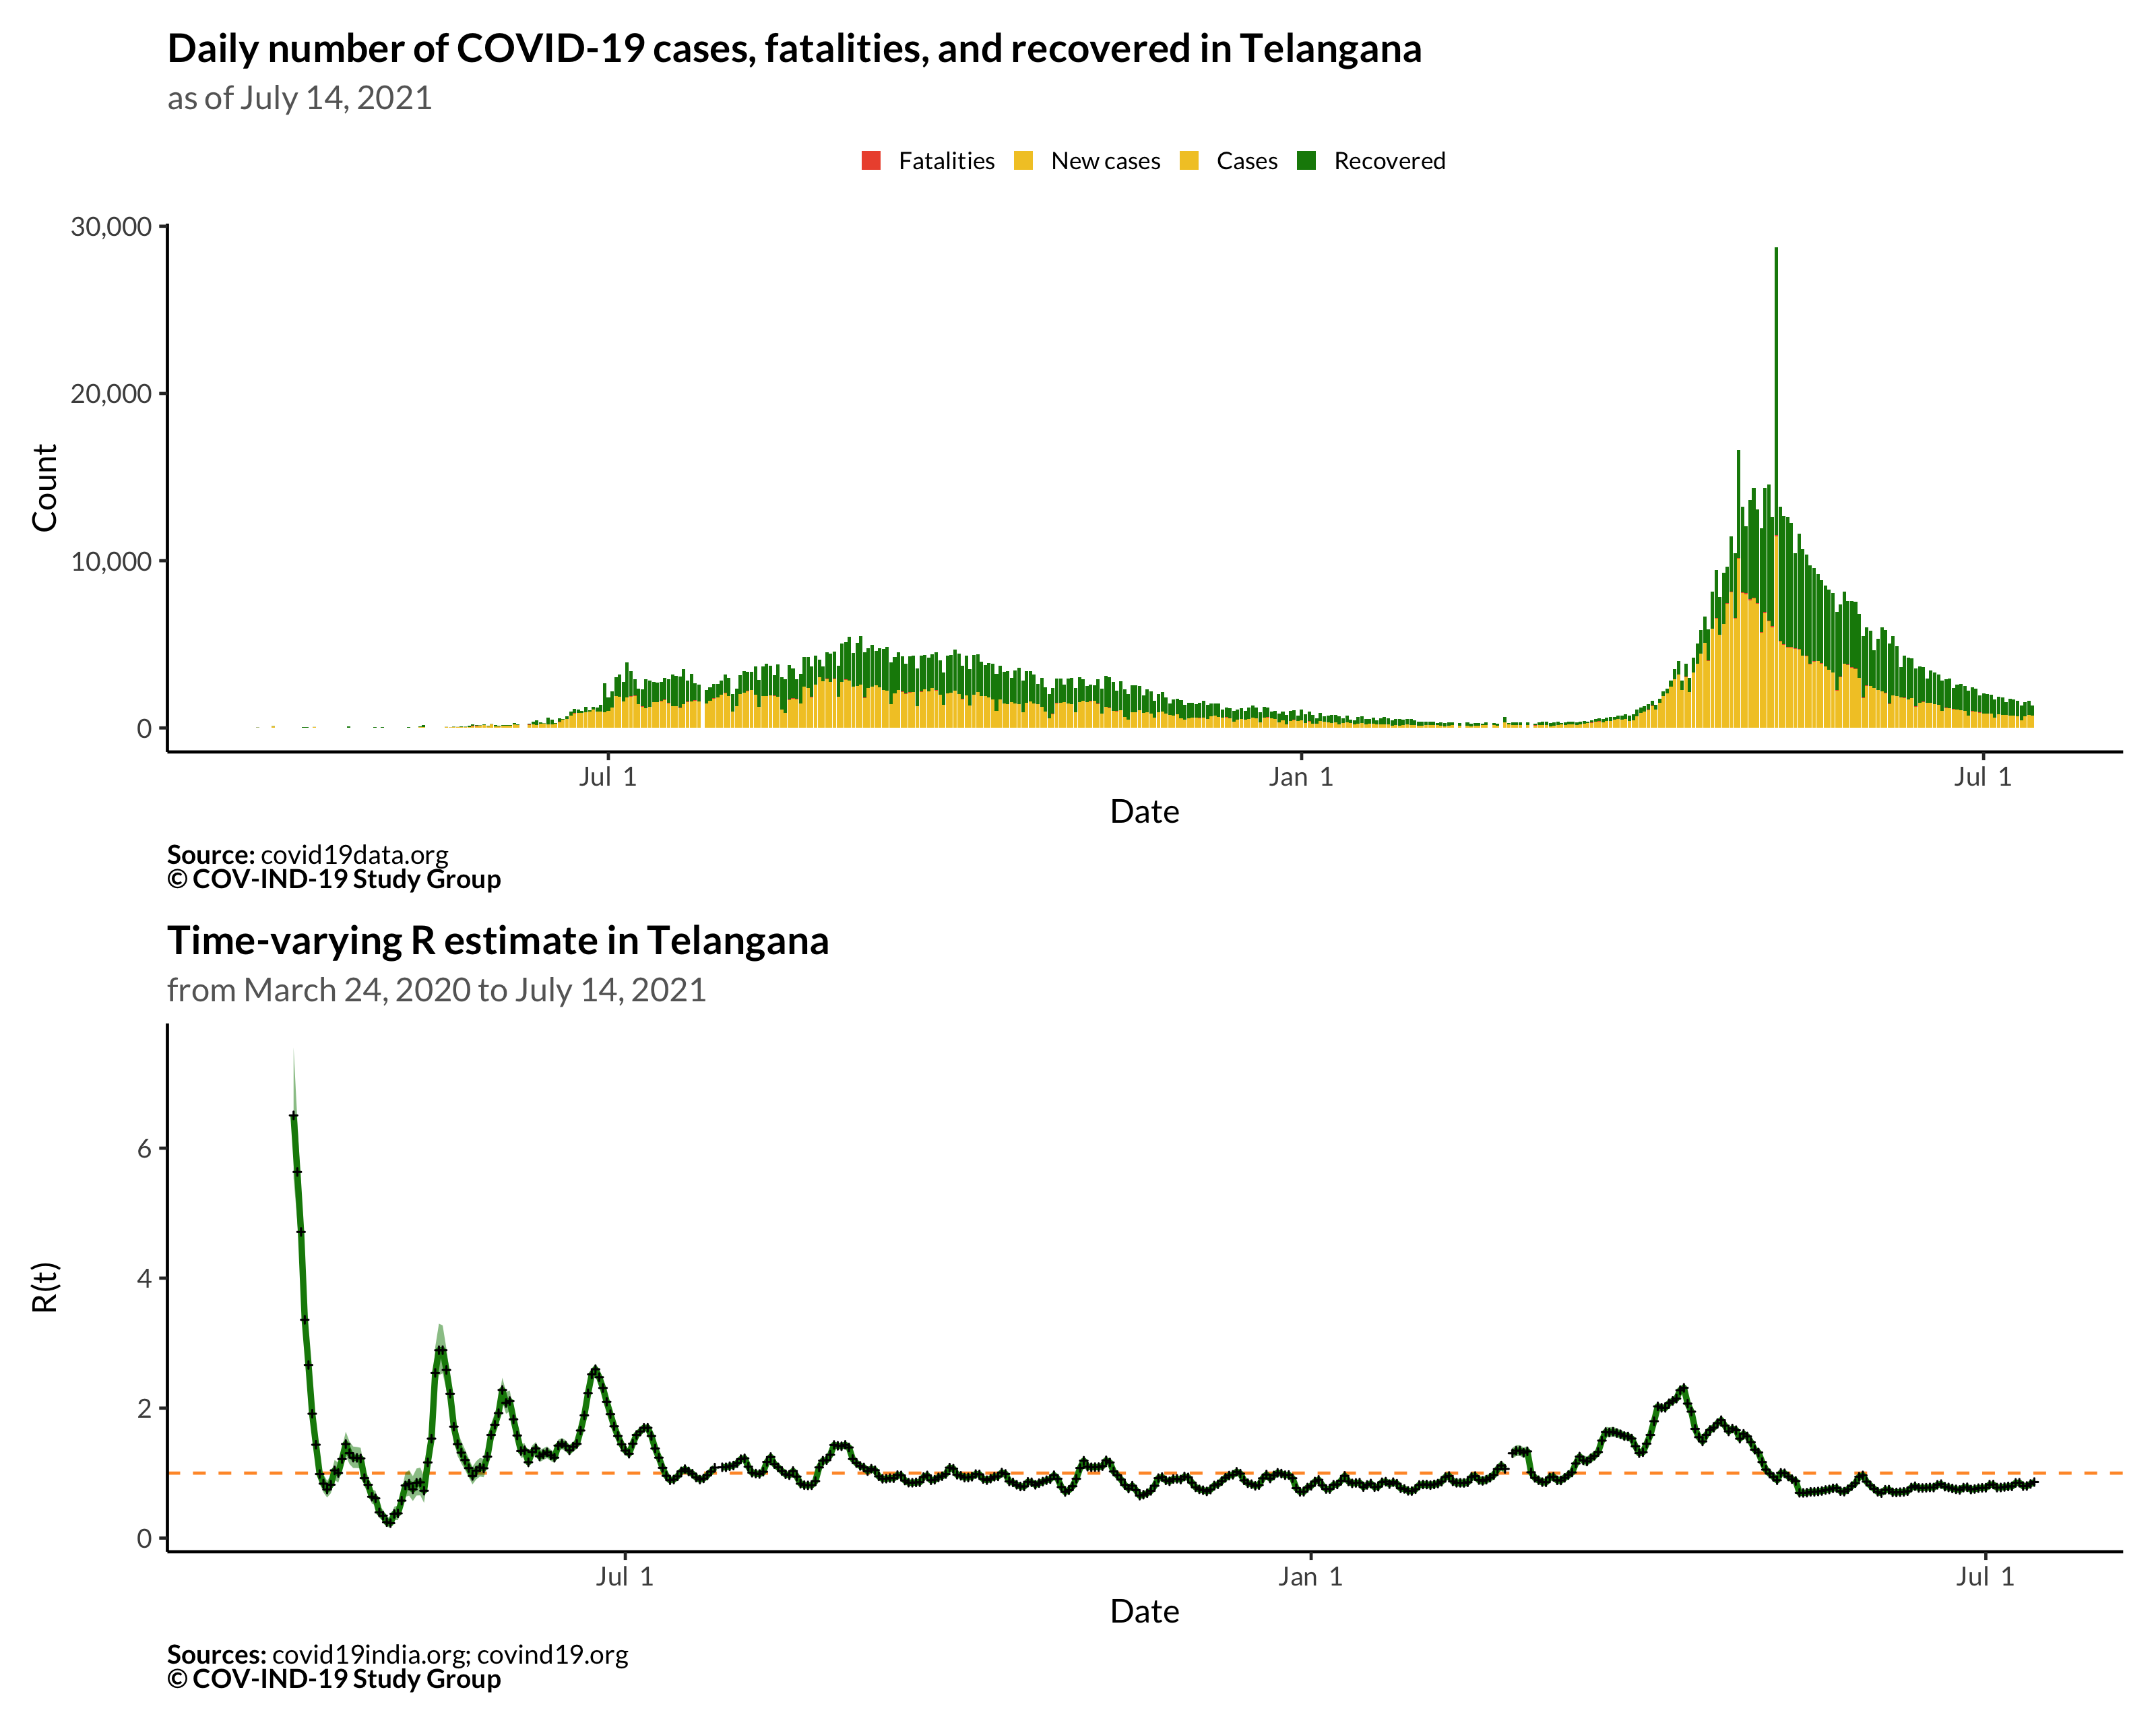 Daily number of COVID-19 cases, fatalities, and recovered in Telangana
as of July 14, 2021
Fatalities New cases Cases Recovered
30,000
20,000
10,000
0
Count
Jul 1 Jan 1 Jul 1
Date
Source: covid19data.org
© COV-IND-19 Study Group
Time-varying R estimate in Telangana
from March 24, 2020 to July 14, 2021
6
4
2
0
R(t)
Jul 1 Jan 1 Jul 1
Date
Sources: covid19india.org; covind19.org
© COV-IND-19 Study Group